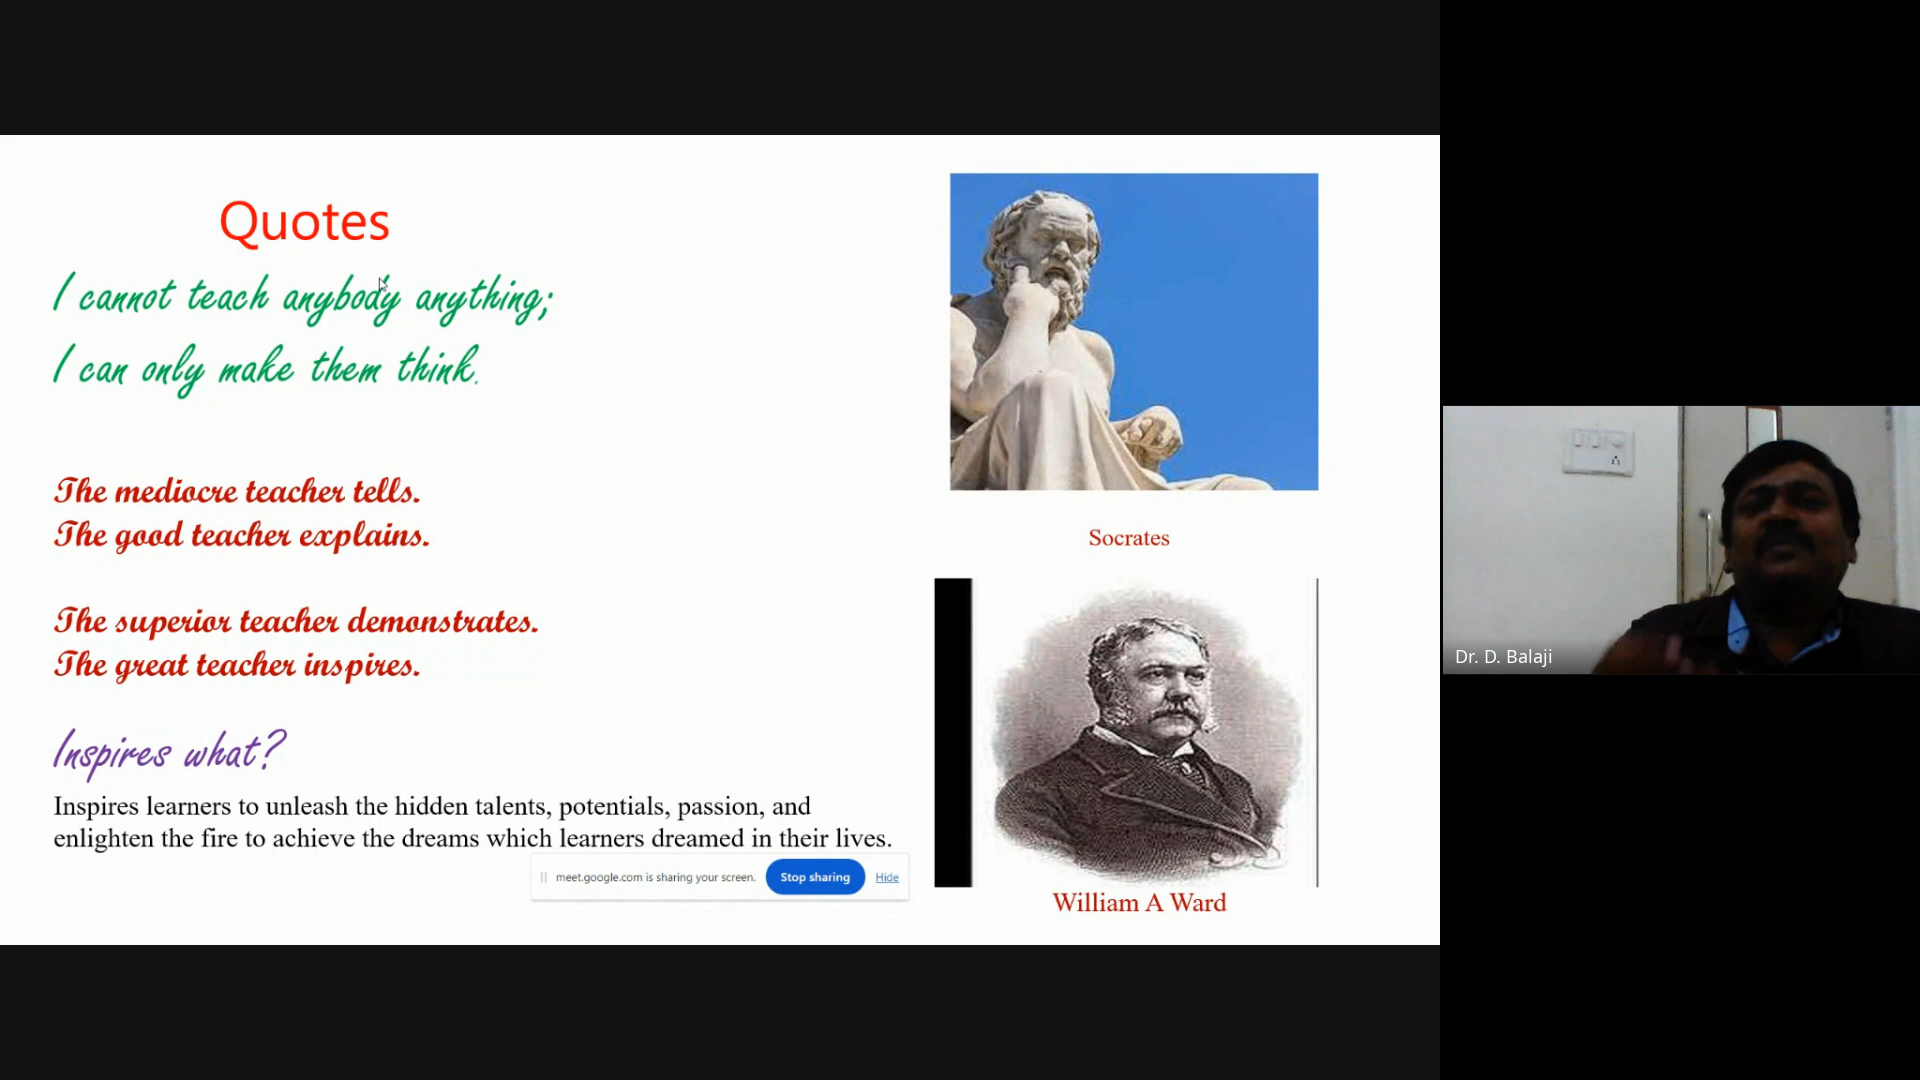 Quotes
I cannot teach anybody anything;
I can only make them think.
The mediocre teacher tells.
The good teacher explains.
The superior teacher demonstrates.
The great teacher inspires.
Inspires what?
Inspires learners to unleash the hidden talents, potentials, passion, and
enlighten the fire to achieve the dreams which learners dreamed in their lives.
meet.google.com is sharing your screen. Stop sharing Hide
Socrates
William A Ward
Dr. D. Balaji